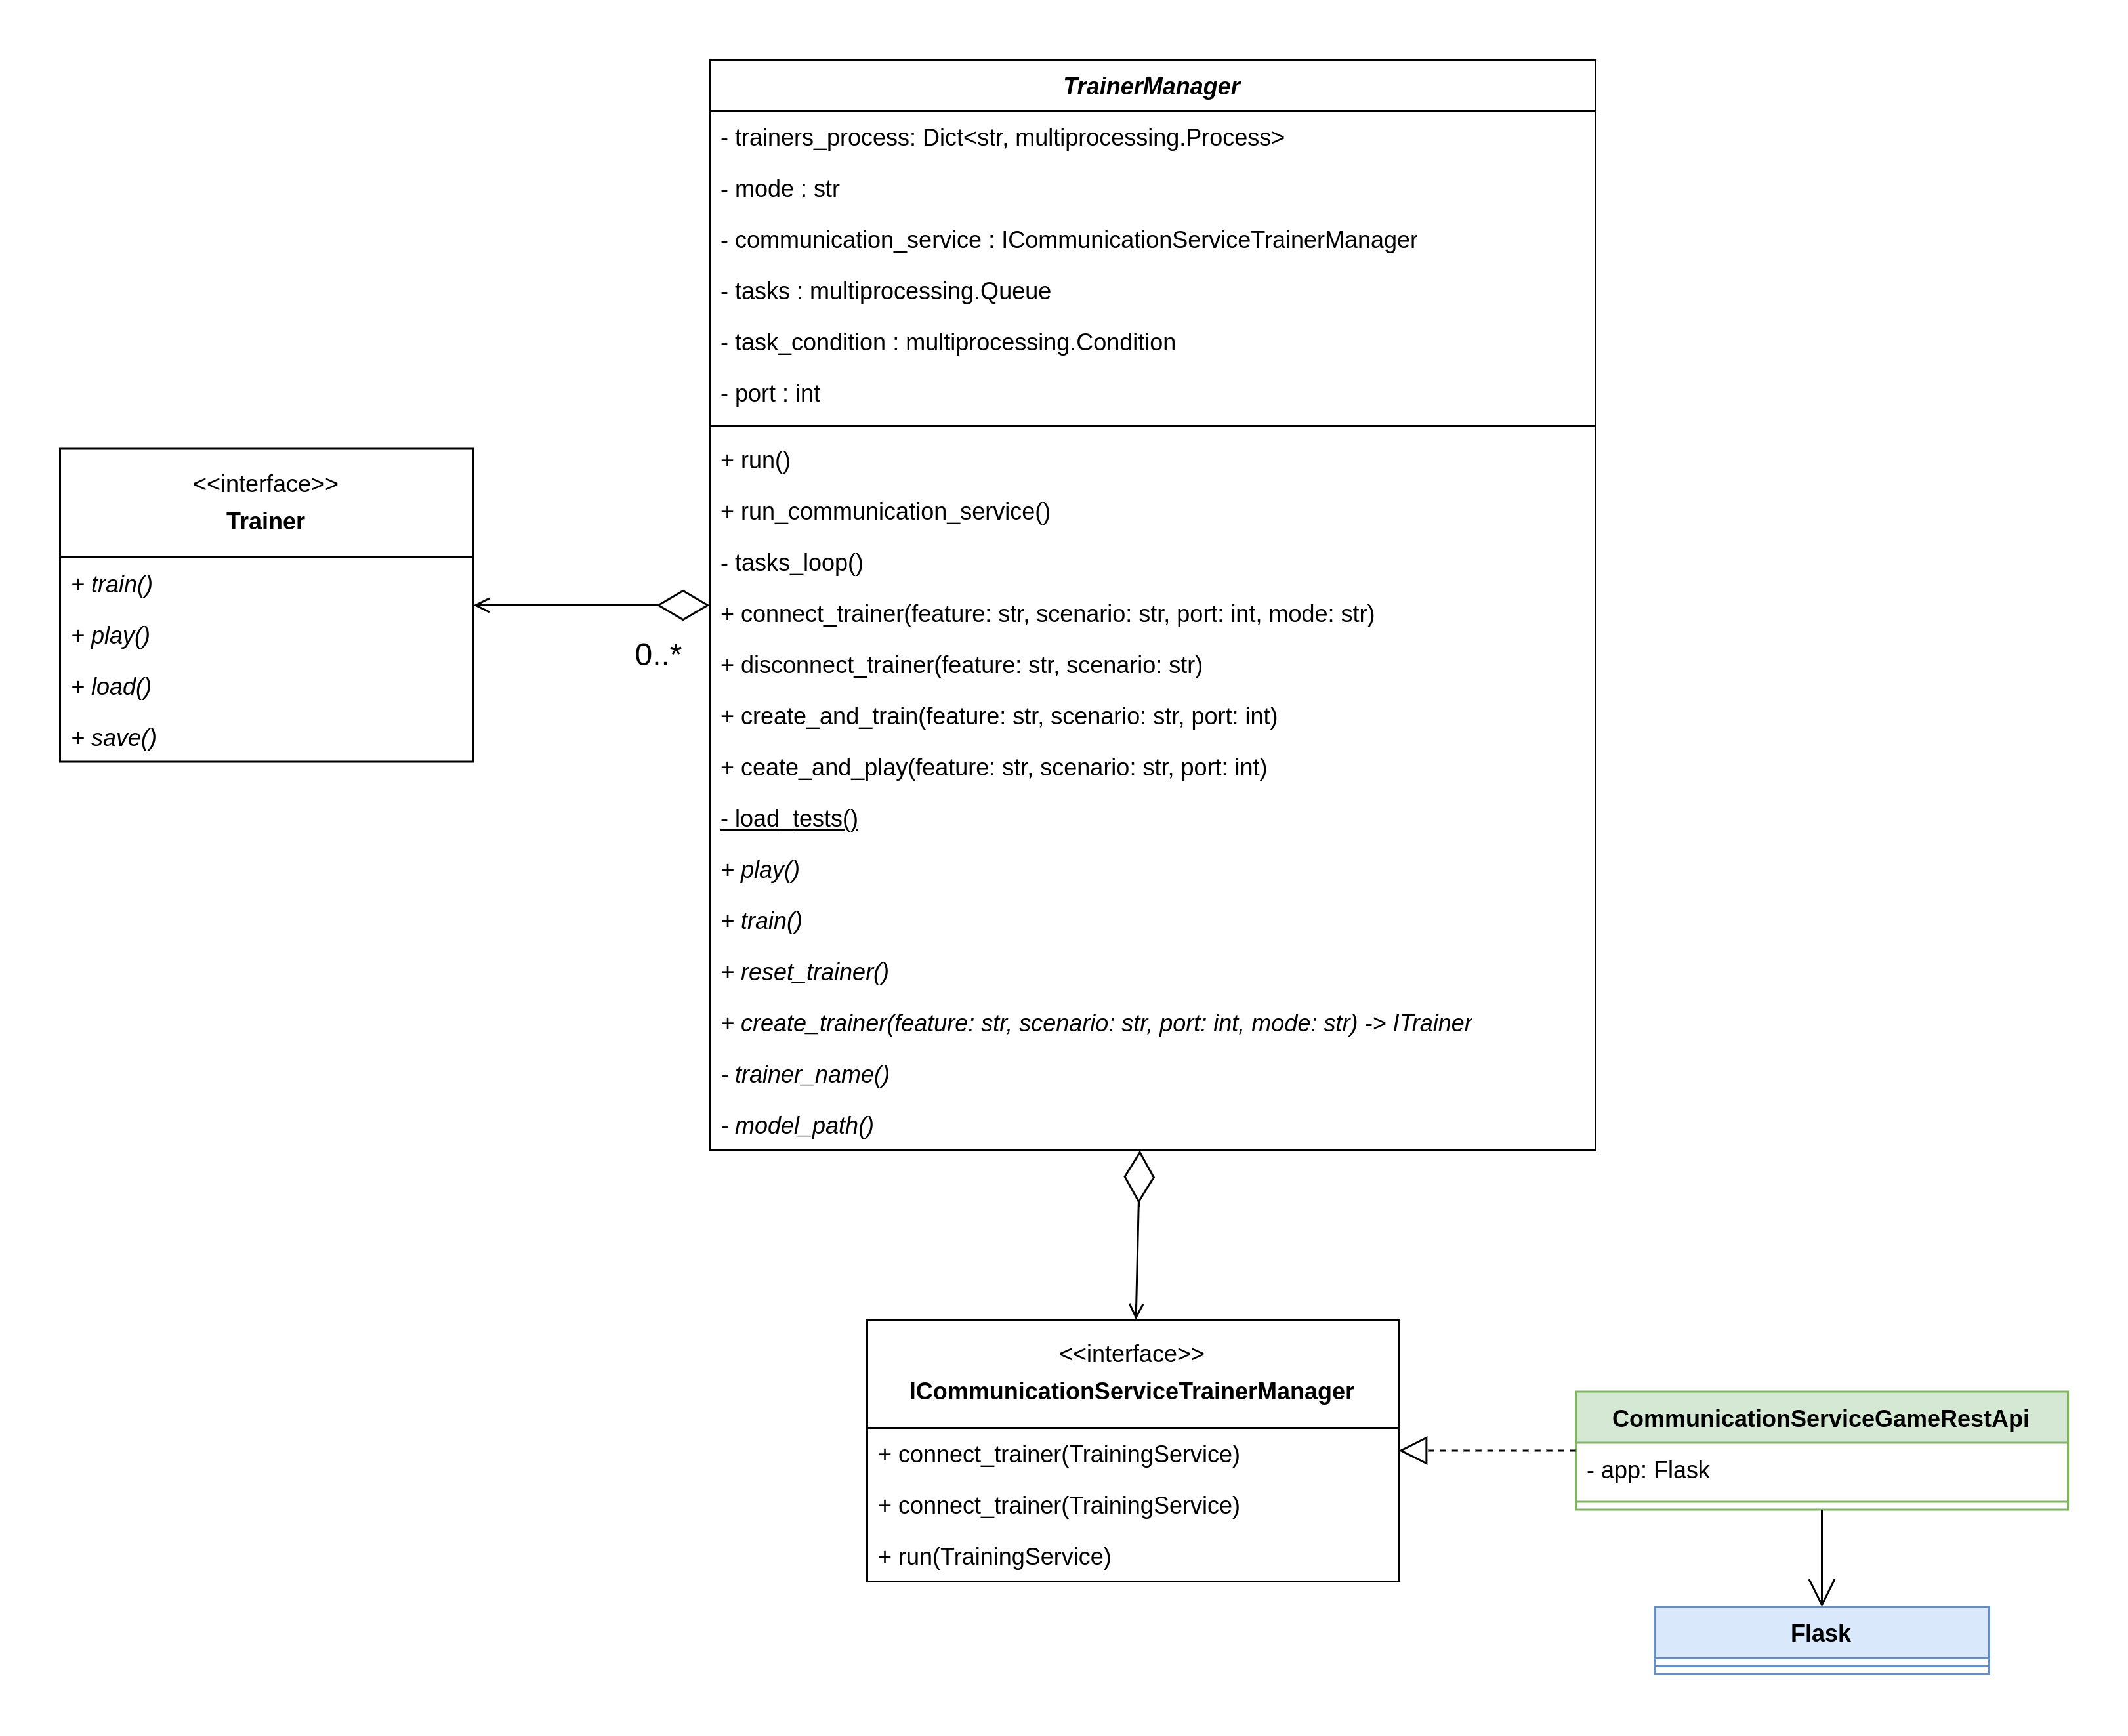 TrainerManager
- trainers_process: Dict<str, multiprocessing.Process>
- mode : str
- communication_service : ICommunicationServiceTrainerManager
- tasks : multiprocessing.Queue
- task_condition : multiprocessing.Condition
- port : int
+ run()
+ run_communication_service()
- tasks_loop()
+ connect_trainer(feature: str, scenario: str, port: int, mode: str)
+ disconnect_trainer(feature: str, scenario: str)
+ create_and_train(feature: str, scenario: str, port: int)
+ ceate_and_play(feature: str, scenario: str, port: int)
- load_tests()
+ play()
+ train()
+ reset_trainer()
+ create_trainer(feature: str, scenario: str, port: int, mode: str) -> ITrainer
- trainer_name()
- model_path()
<<interface>>
Trainer
+ train()
+ play()
+ load()
+ save()
0..*
<<interface>>
ICommunicationServiceTrainerManager
+ connect_trainer(TrainingService)
+ connect_trainer(TrainingService)
+ run(TrainingService)
CommunicationServiceGameRestApi
- app: Flask
Flask